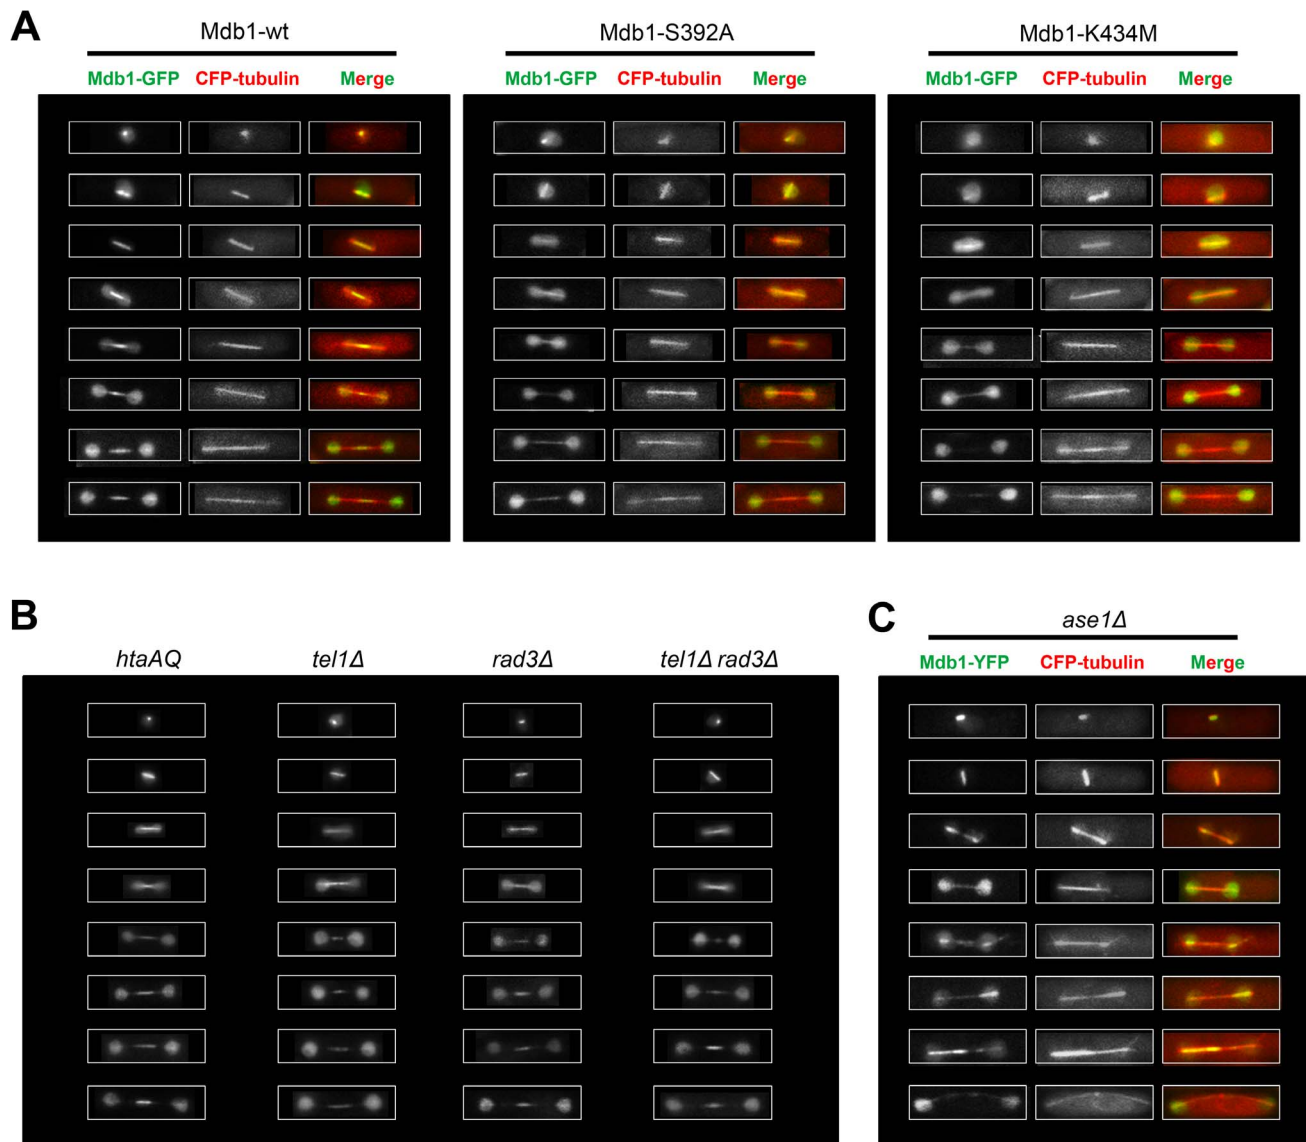 A
Mdb1-wt Mdb1-S392A Mdb1-K434M
Mdb1-GFP CFP-tubulin Merge Mdb1-GFP CFP-tubulin Merge Mdb1-GFP CFP-tubulin Merge
B
htaAQ tel1Δ rad3Δ tel1Δ rad3Δ
C
ase1Δ
Mdb1-YFP CFP-tubulin Merge